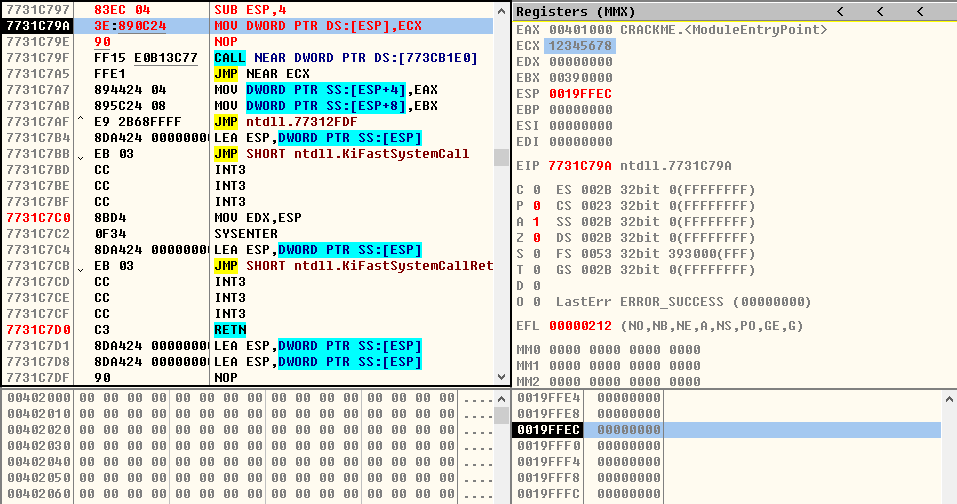 7731C797 83EC 04 SUB ESP,4
7731C79A 3E:890C24 MOV DWORD PTR DS:[ESP],ECX
7731C79E 90 NOP
7731C79F FF15 E0B13C77 CALL NEAR DWORD PTR DS:[773CB1E0]
7731C7A5 FFE1 JMP NEAR ECX
7731C7A7 894424 04 MOV DWORD PTR SS:[ESP+4],EAX
7731C7AB 895C24 08 MOV DWORD PTR SS:[ESP+8],EBX
7731C7AF ^ E9 2B68FFFF JMP ntdll.77312FDF
7731C7B4 8DA424 0000000 LEA ESP,DWORD PTR SS:[ESP]
7731C7BB EB 03 JMP SHORT ntdll.KiFastSystemCall
7731C7BD CC INT3
7731C7BE CC INT3
7731C7BF CC INT3
7731C7C0 8BD4 MOV EDX,ESP
7731C7C2 0F34 SYSENTER
7731C7C4 8DA424 0000000 LEA ESP,DWORD PTR SS:[ESP]
7731C7CB EB 03 JMP SHORT ntdll.KiFastSystemCallRet
7731C7CD CC INT3
7731C7CE CC INT3
7731C7CF CC INT3
7731C7D0 C3 RETN
7731C7D1 8DA424 0000000 LEA ESP,DWORD PTR SS:[ESP]
7731C7D8 8DA424 0000000 LEA ESP,DWORD PTR SS:[ESP]
7731C7DF 90 NOP
Registers (MMX) < < <
EAX 00401000 CRACKME.<ModuleEntryPoint>
ECX 12345678
EDX 00000000
EBX 00390000
ESP 0019FFEC
EBP 00000000
ESI 00000000
EDI 00000000
EIP 7731C79A ntdll.7731C79A
C 0 ES 002B 32bit 0(FFFFFFFF)
P 0 CS 0023 32bit 0(FFFFFFFF)
A 1 SS 002B 32bit 0(FFFFFFFF)
Z 0 DS 002B 32bit 0(FFFFFFFF)
S 0 FS 0053 32bit 393000(FFF)
T 0 GS 002B 32bit 0(FFFFFFFF)
D 0
O 0 LastErr ERROR_SUCCESS (00000000)
EFL 00000212 (NO,NB,NE,A,NS,PO,GE,G)
MM0 0000 0000 0000 0000
MM1 0000 0000 0000 0000
MM2 0000 0000 0000 0000
00402000 00 00 00 00 00 00 00 00 00 00 00 00 00 00 00 00 ....
00402010 00 00 00 00 00 00 00 00 00 00 00 00 00 00 00 00 ....
00402020 00 00 00 00 00 00 00 00 00 00 00 00 00 00 00 00 ....
00402030 00 00 00 00 00 00 00 00 00 00 00 00 00 00 00 00 ....
00402040 00 00 00 00 00 00 00 00 00 00 00 00 00 00 00 00 ....
00402050 00 00 00 00 00 00 00 00 00 00 00 00 00 00 00 00 ....
00402060 00 00 00 00 00 00 00 00 00 00 00 00 00 00 00 00 ....
0019FFE4 00000000
0019FFE8 00000000
0019FFEC 00000000
0019FFF0 00000000
0019FFF4 00000000
0019FFF8 00000000
0019FFFC 00000000